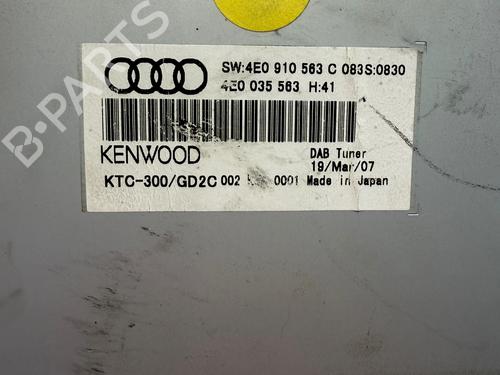 SW:4E0 910 563 C 083S:0830
4E0 035 563 H:41
KENWOOD
DAB Tuner
19/Mar/07
KTC-300/GD2C 002 0001 Made in Japan
B-PARTS